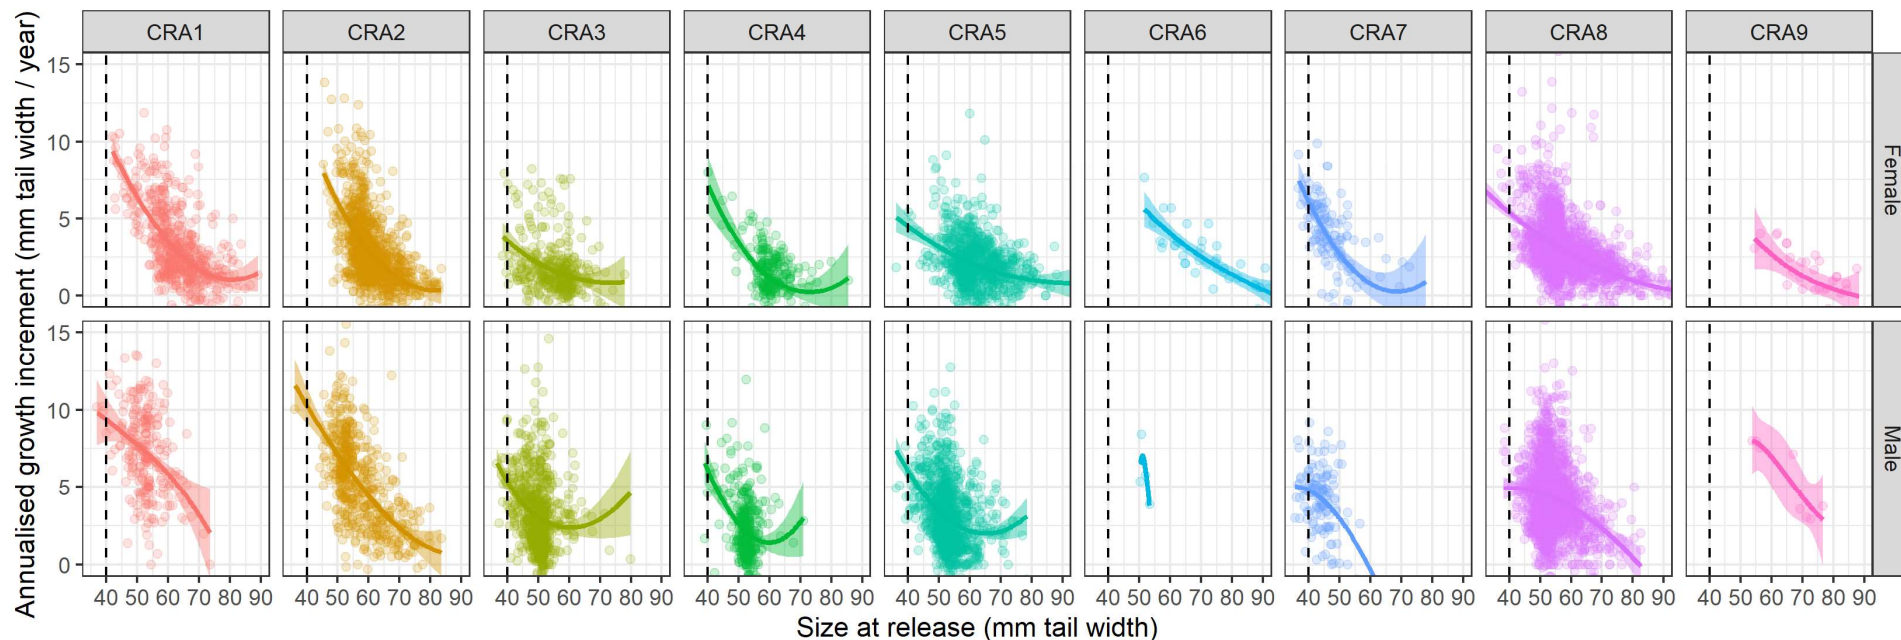 CRA1 CRA2 CRA3 CRA4 CRA5 CRA6 CRA7 CRA8 CRA9
Annualised growth increment (mm tail width / year)
15
10
5
0
Female
15
10
5
0
Male
40 50 60 70 80 90 40 50 60 70 80 90 40 50 60 70 80 90 40 50 60 70 80 90 40 50 60 70 80 90 40 50 60 70 80 90 40 50 60 70 80 90 40 50 60 70 80 90 40 50 60 70 80 90
Size at release (mm tail width)